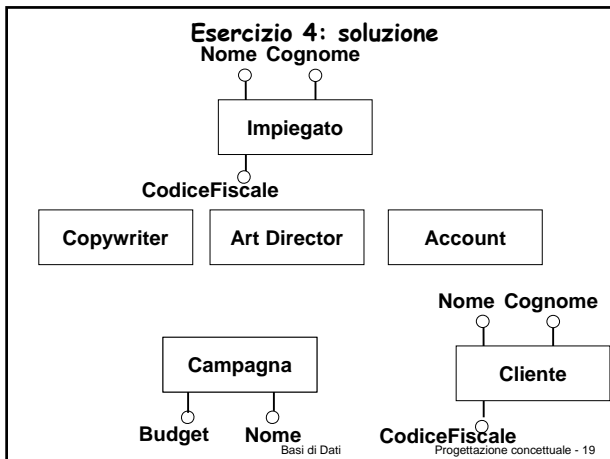 Esercizio 4: soluzione
Nome Cognome
Impiegato
CodiceFiscale
Copywriter Art Director Account
Nome Cognome
Campagna
Cliente
Budget Nome
CodiceFiscale
Basi di Dati Progettazione concettuale - 19